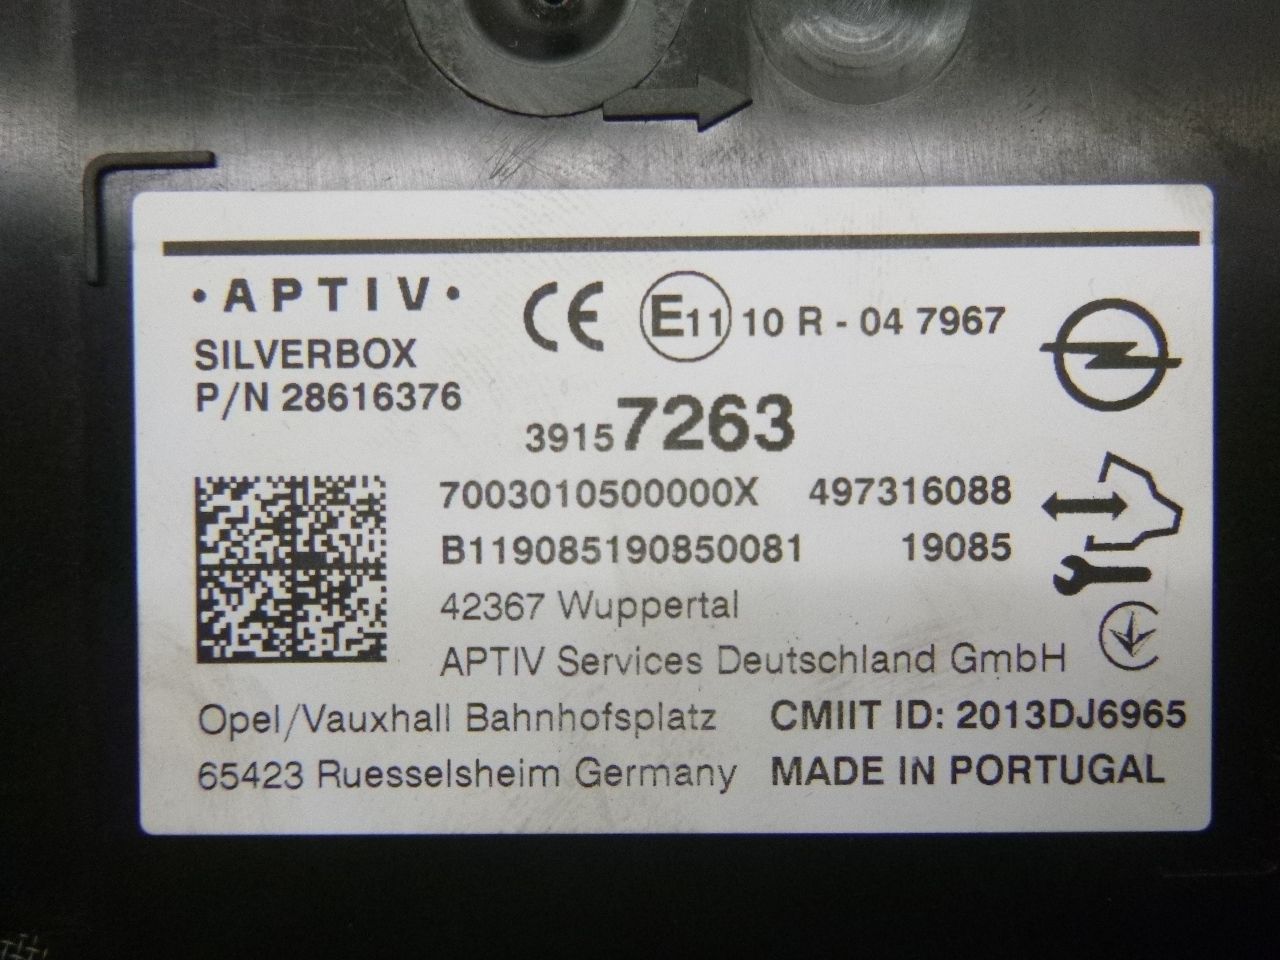 ·APTIV·
SILVERBOX
P/N 28616376
CE E11 10 R - 04 7967
39157263
7003010500000X 497316088
B119085190850081 19085
42367 Wuppertal
APTIV Services Deutschland GmbH
Opel/Vauxhall Bahnhofsplatz
65423 Ruesselsheim Germany
CMIIT ID: 2013DJ6965
MADE IN PORTUGAL